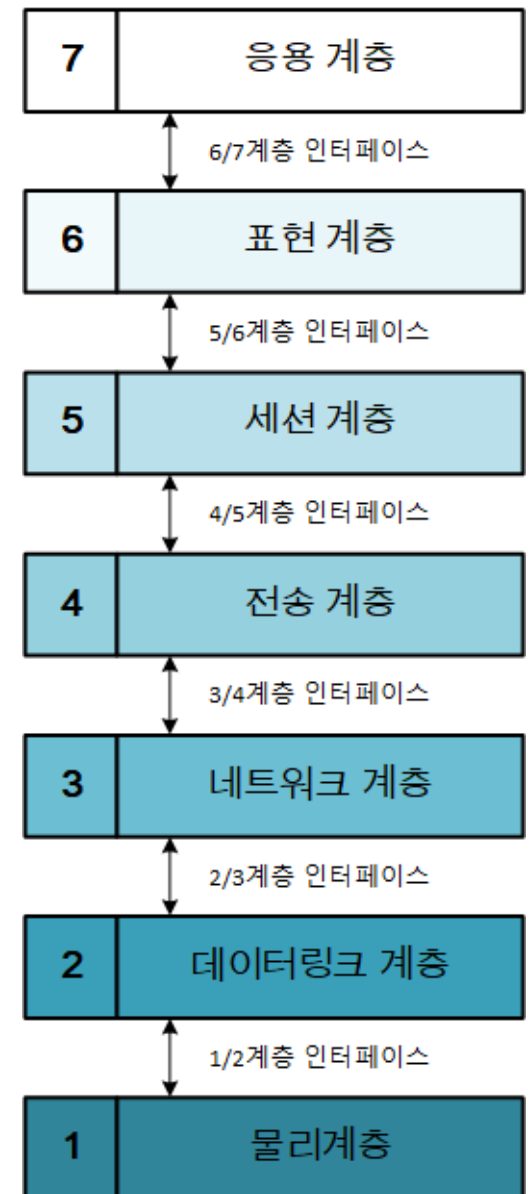 7 응용 계층
6/7계층 인터페이스
6 표현 계층
5/6계층 인터페이스
5 세션 계층
4/5계층 인터페이스
4 전송 계층
3/4계층 인터페이스
3 네트워크 계층
2/3계층 인터페이스
2 데이터링크 계층
1/2계층 인터페이스
1 물리계층